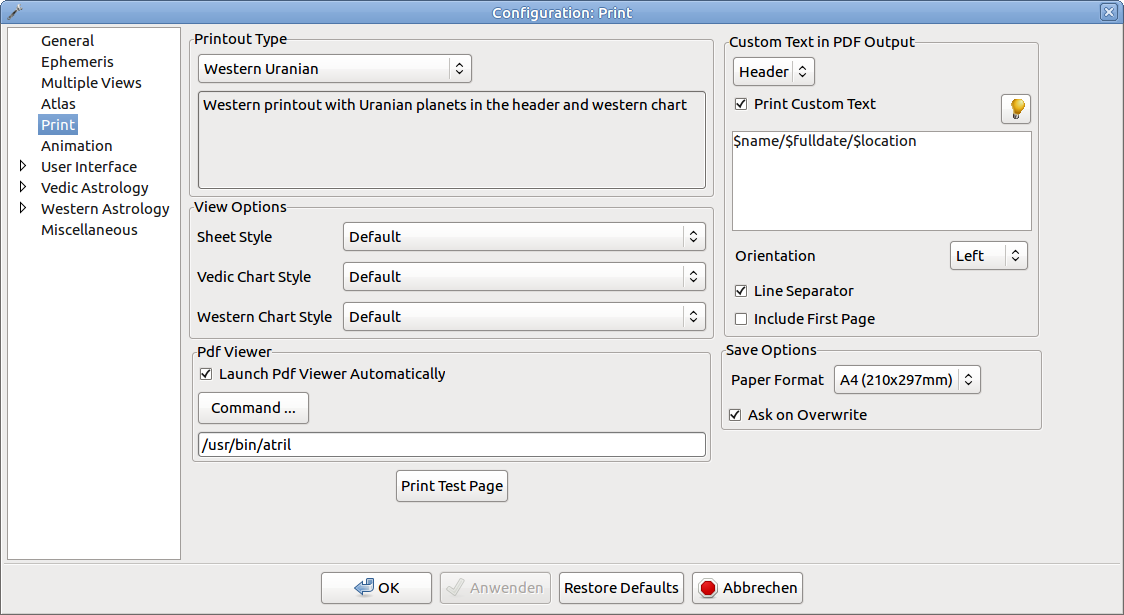 Configuration: Print
General
Ephemeris
Multiple Views
Atlas
Print
Animation
User Interface
Vedic Astrology
Western Astrology
Miscellaneous
Printout Type
Western Uranian
Western printout with Uranian planets in the header and western chart
View Options
Sheet Style Default
Vedic Chart Style Default
Western Chart Style Default
Pdf Viewer
Launch Pdf Viewer Automatically
Command ...
/usr/bin/atril
Print Test Page
Custom Text in PDF Output
Header
Print Custom Text
$name/$fulldate/$location
Orientation Left
Line Separator
Include First Page
Save Options
Paper Format A4 (210x297mm)
Ask on Overwrite
OK Anwenden Restore Defaults Abbrechen